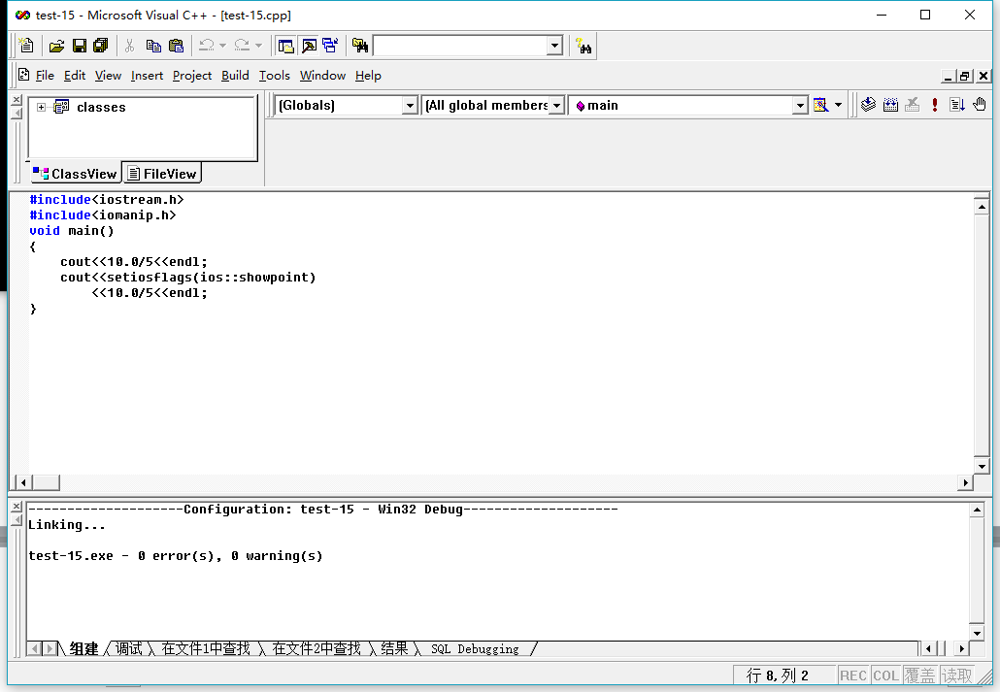 test-15 - Microsoft Visual C++ - [test-15.cpp]
File Edit View Insert Project Build Tools Window Help
classes
(Globals) (All global members main
ClassView FileView
#include<iostream.h>
#include<iomanip.h>
void main()
{
cout<<10.0/5<<endl;
cout<<setiosflags(ios::showpoint)
<<10.0/5<<endl;
}
--------------------Configuration: test-15 - Win32 Debug--------------------
Linking...
test-15.exe - 0 error(s), 0 warning(s)
组建 调试 在文件1中查找 在文件2中查找 结果 SQL Debugging
行 8, 列 2 REC COL 覆盖 读取